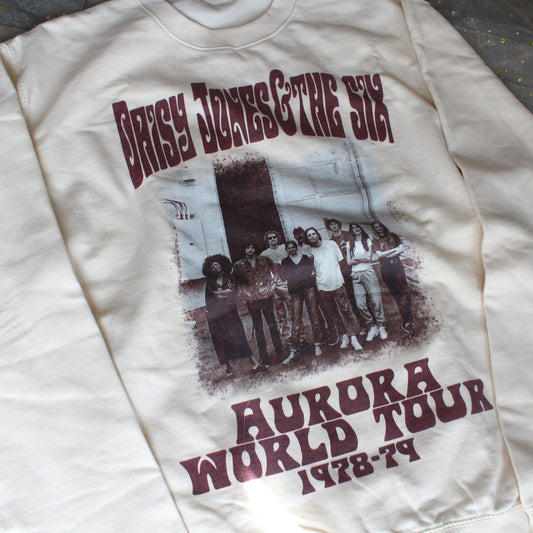 DAISY JONES & THE SIX
AURORA
WORLD TOUR
1978-79